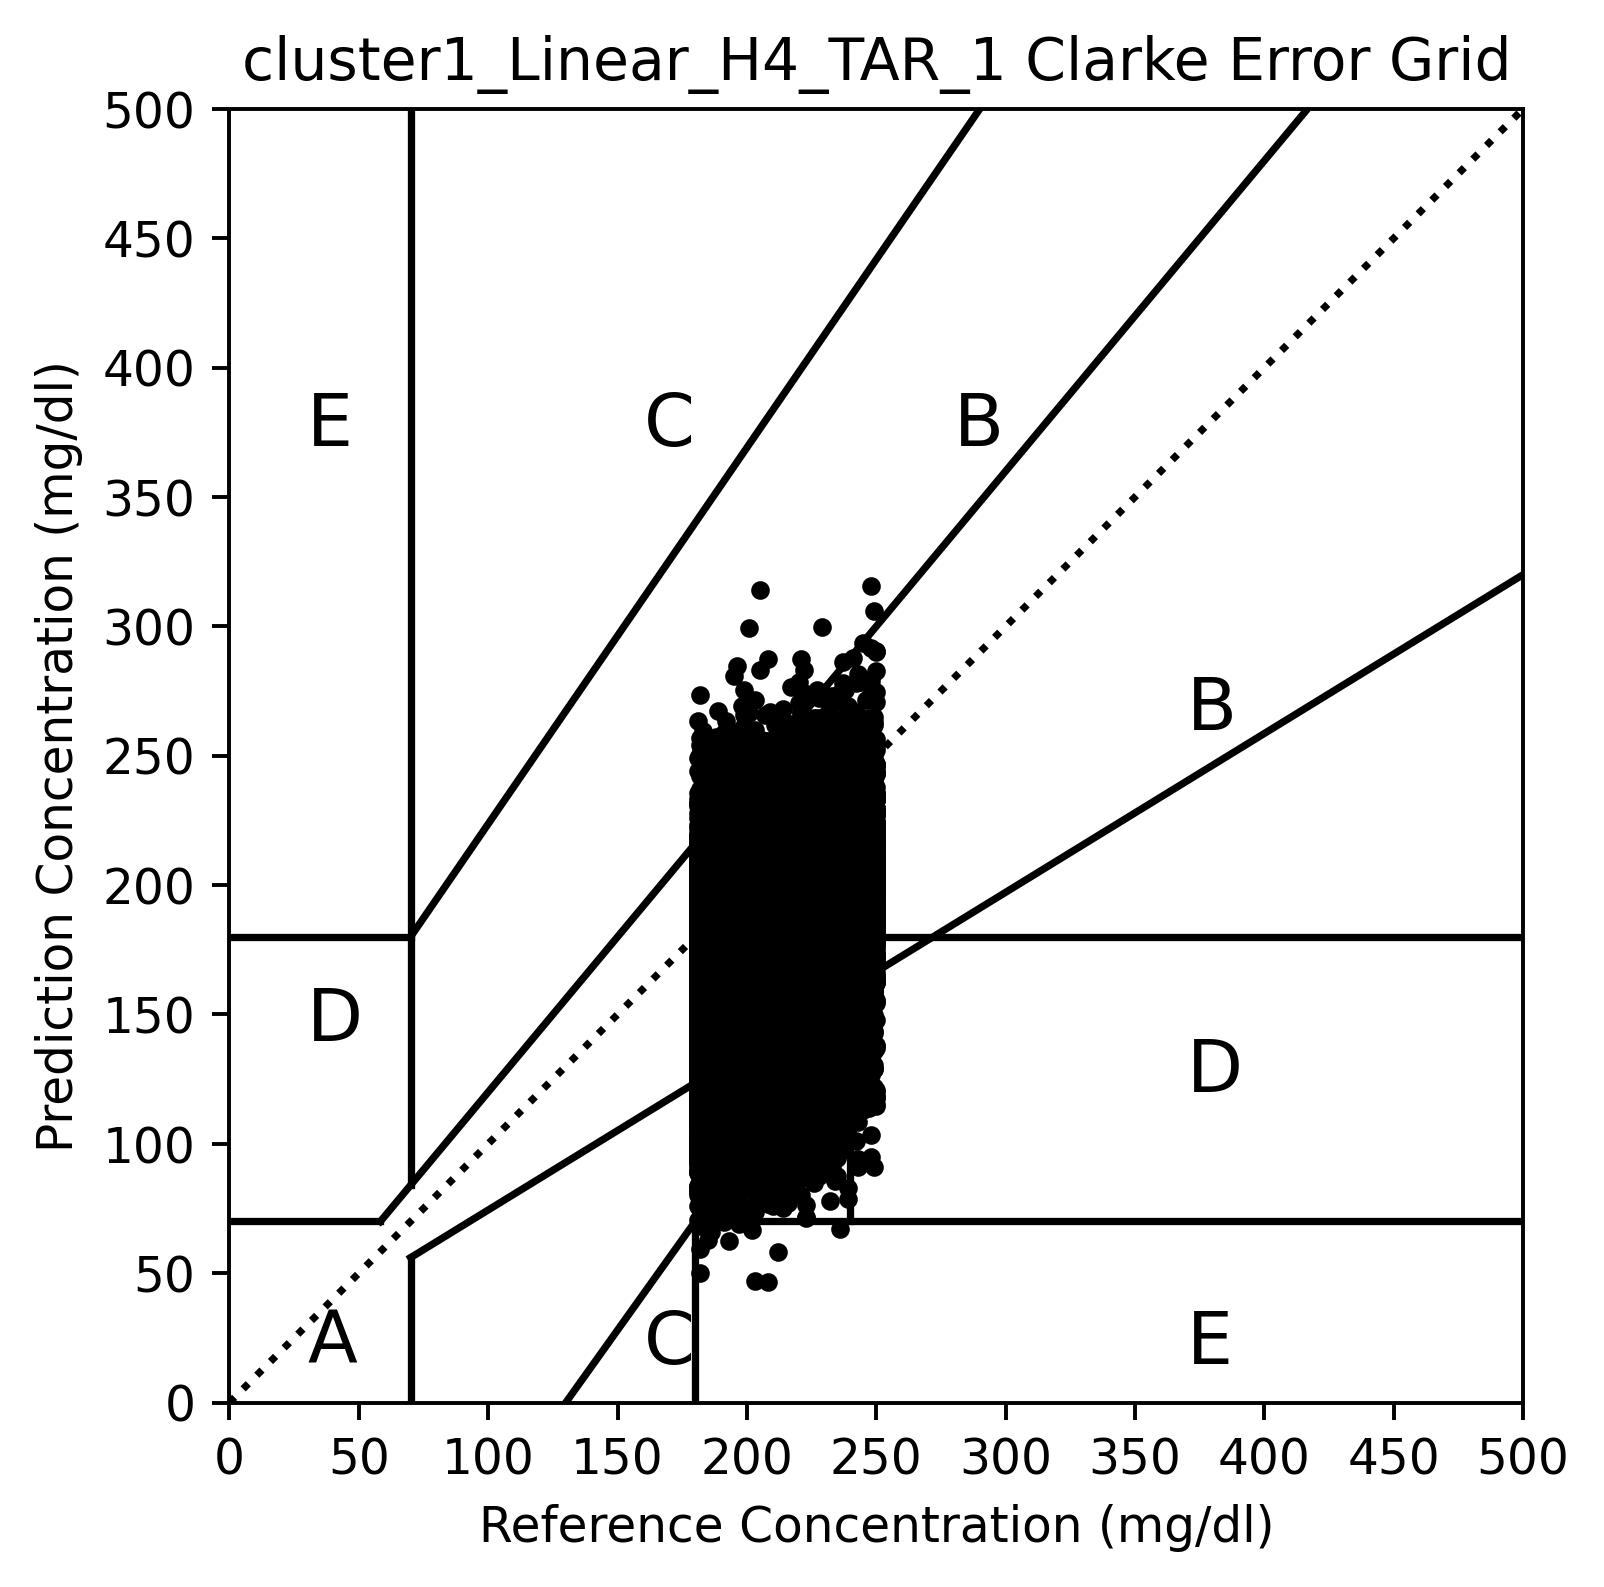 cluster1_Linear_H4_TAR_1 Clarke Error Grid
500
450
400
350
300
250
200
150
100
50
0
Prediction Concentration (mg/dl)
E
C
B
B
D
D
A
C
E
0 50 100 150 200 250 300 350 400 450 500
Reference Concentration (mg/dl)